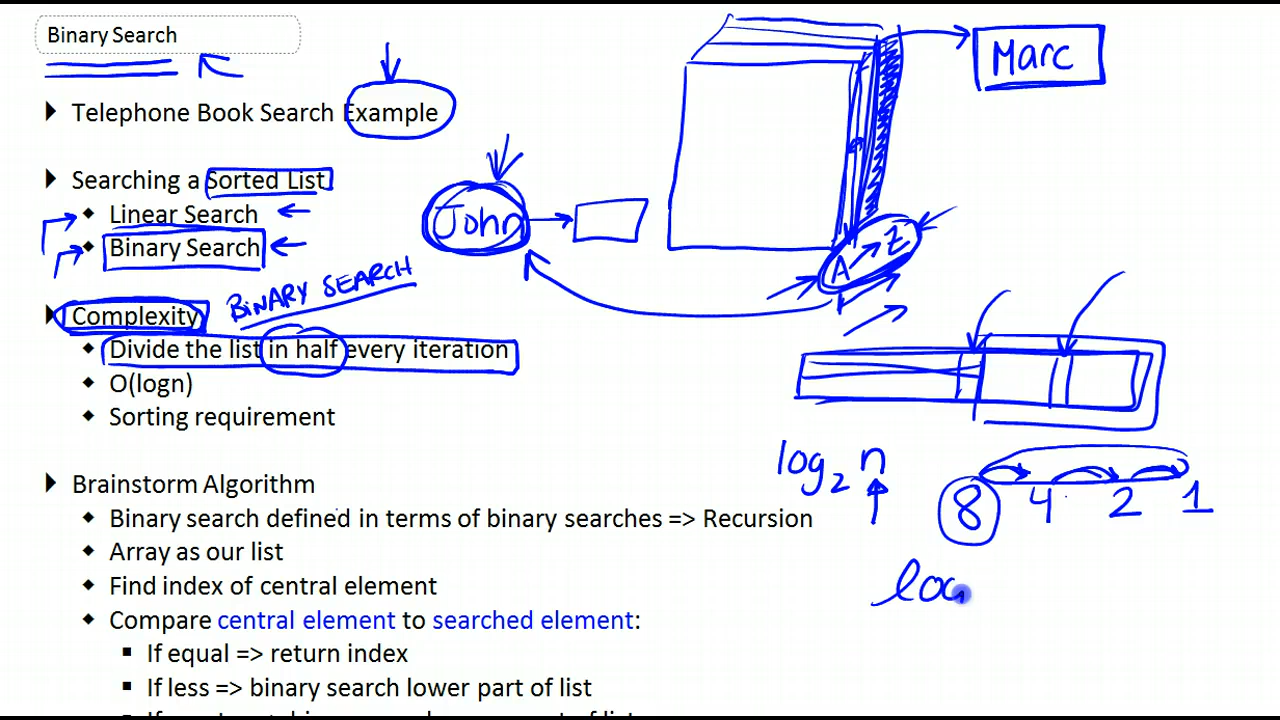 Binary Search
Marc
Telephone Book Search Example
Searching a Sorted List
Linear Search
John
Binary Search
A Z
BINARY SEARCH
Complexity
Divide the list in half every iteration
O(logn)
Sorting requirement
log2 n
8 4 2 1
Brainstorm Algorithm
Binary search defined in terms of binary searches => Recursion
Array as our list
Find index of central element
Compare central element to searched element:
If equal => return index
If less => binary search lower part of list